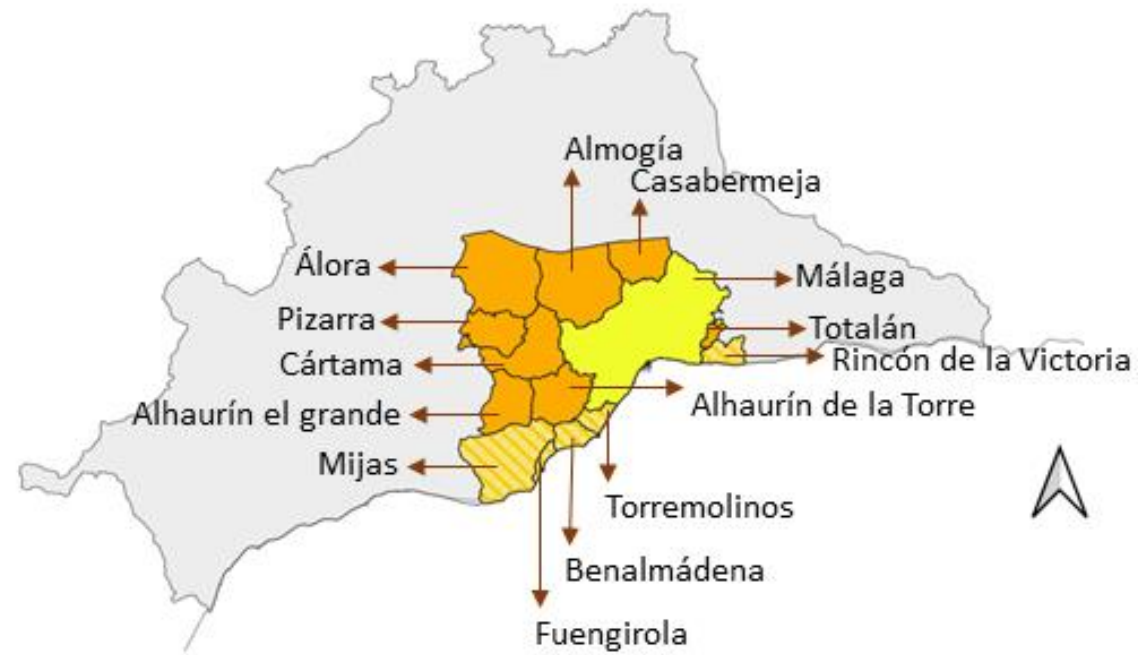 Almogía
Casabermeja
Álora
Málaga
Pizarra
Totalán
Cártama
Rincón de la Victoria
Alhaurín el grande
Alhaurín de la Torre
Mijas
Torremolinos
Benalmádena
Fuengirola